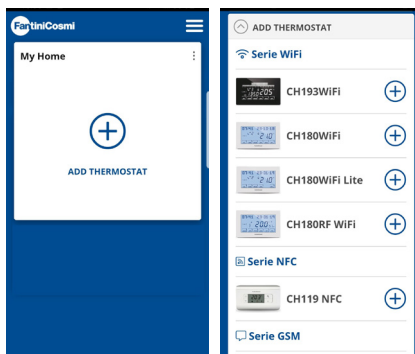 FantiniCosmi
My Home
ADD THERMOSTAT
ADD THERMOSTAT
Serie WiFi
CH193WiFi
CH180WiFi
CH180WiFi Lite
CH180RF WiFi
Serie NFC
CH119 NFC
Serie GSM